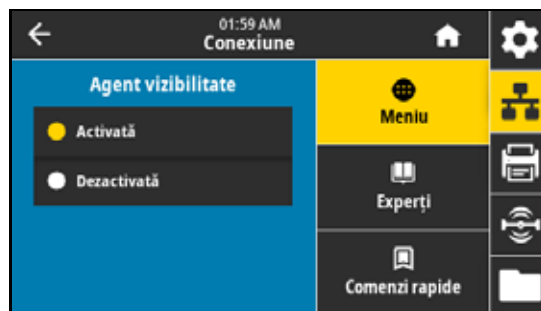 01:59 AM
Conexiune
Agent vizibilitate
Activată
Dezactivată
Meniu
Experți
Comenzi rapide